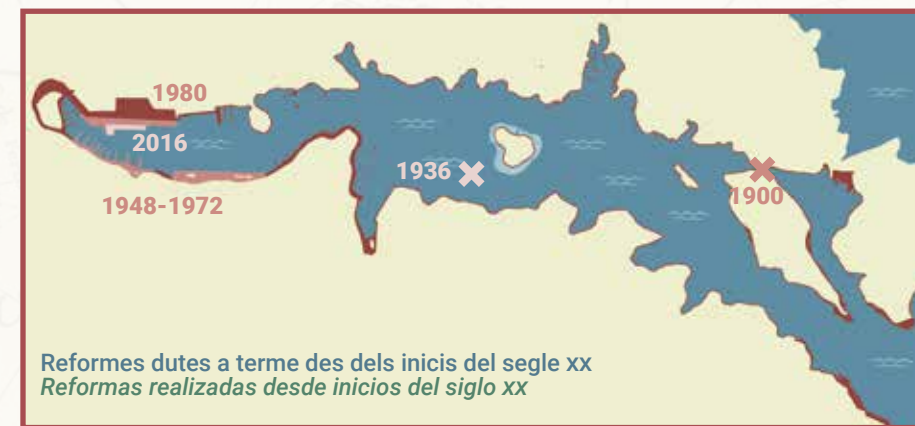 1980
2016
1948-1972
1936
1900
Reformes dutes a terme des dels inicis del segle xx
Reformas realizadas desde inicios del siglo xx